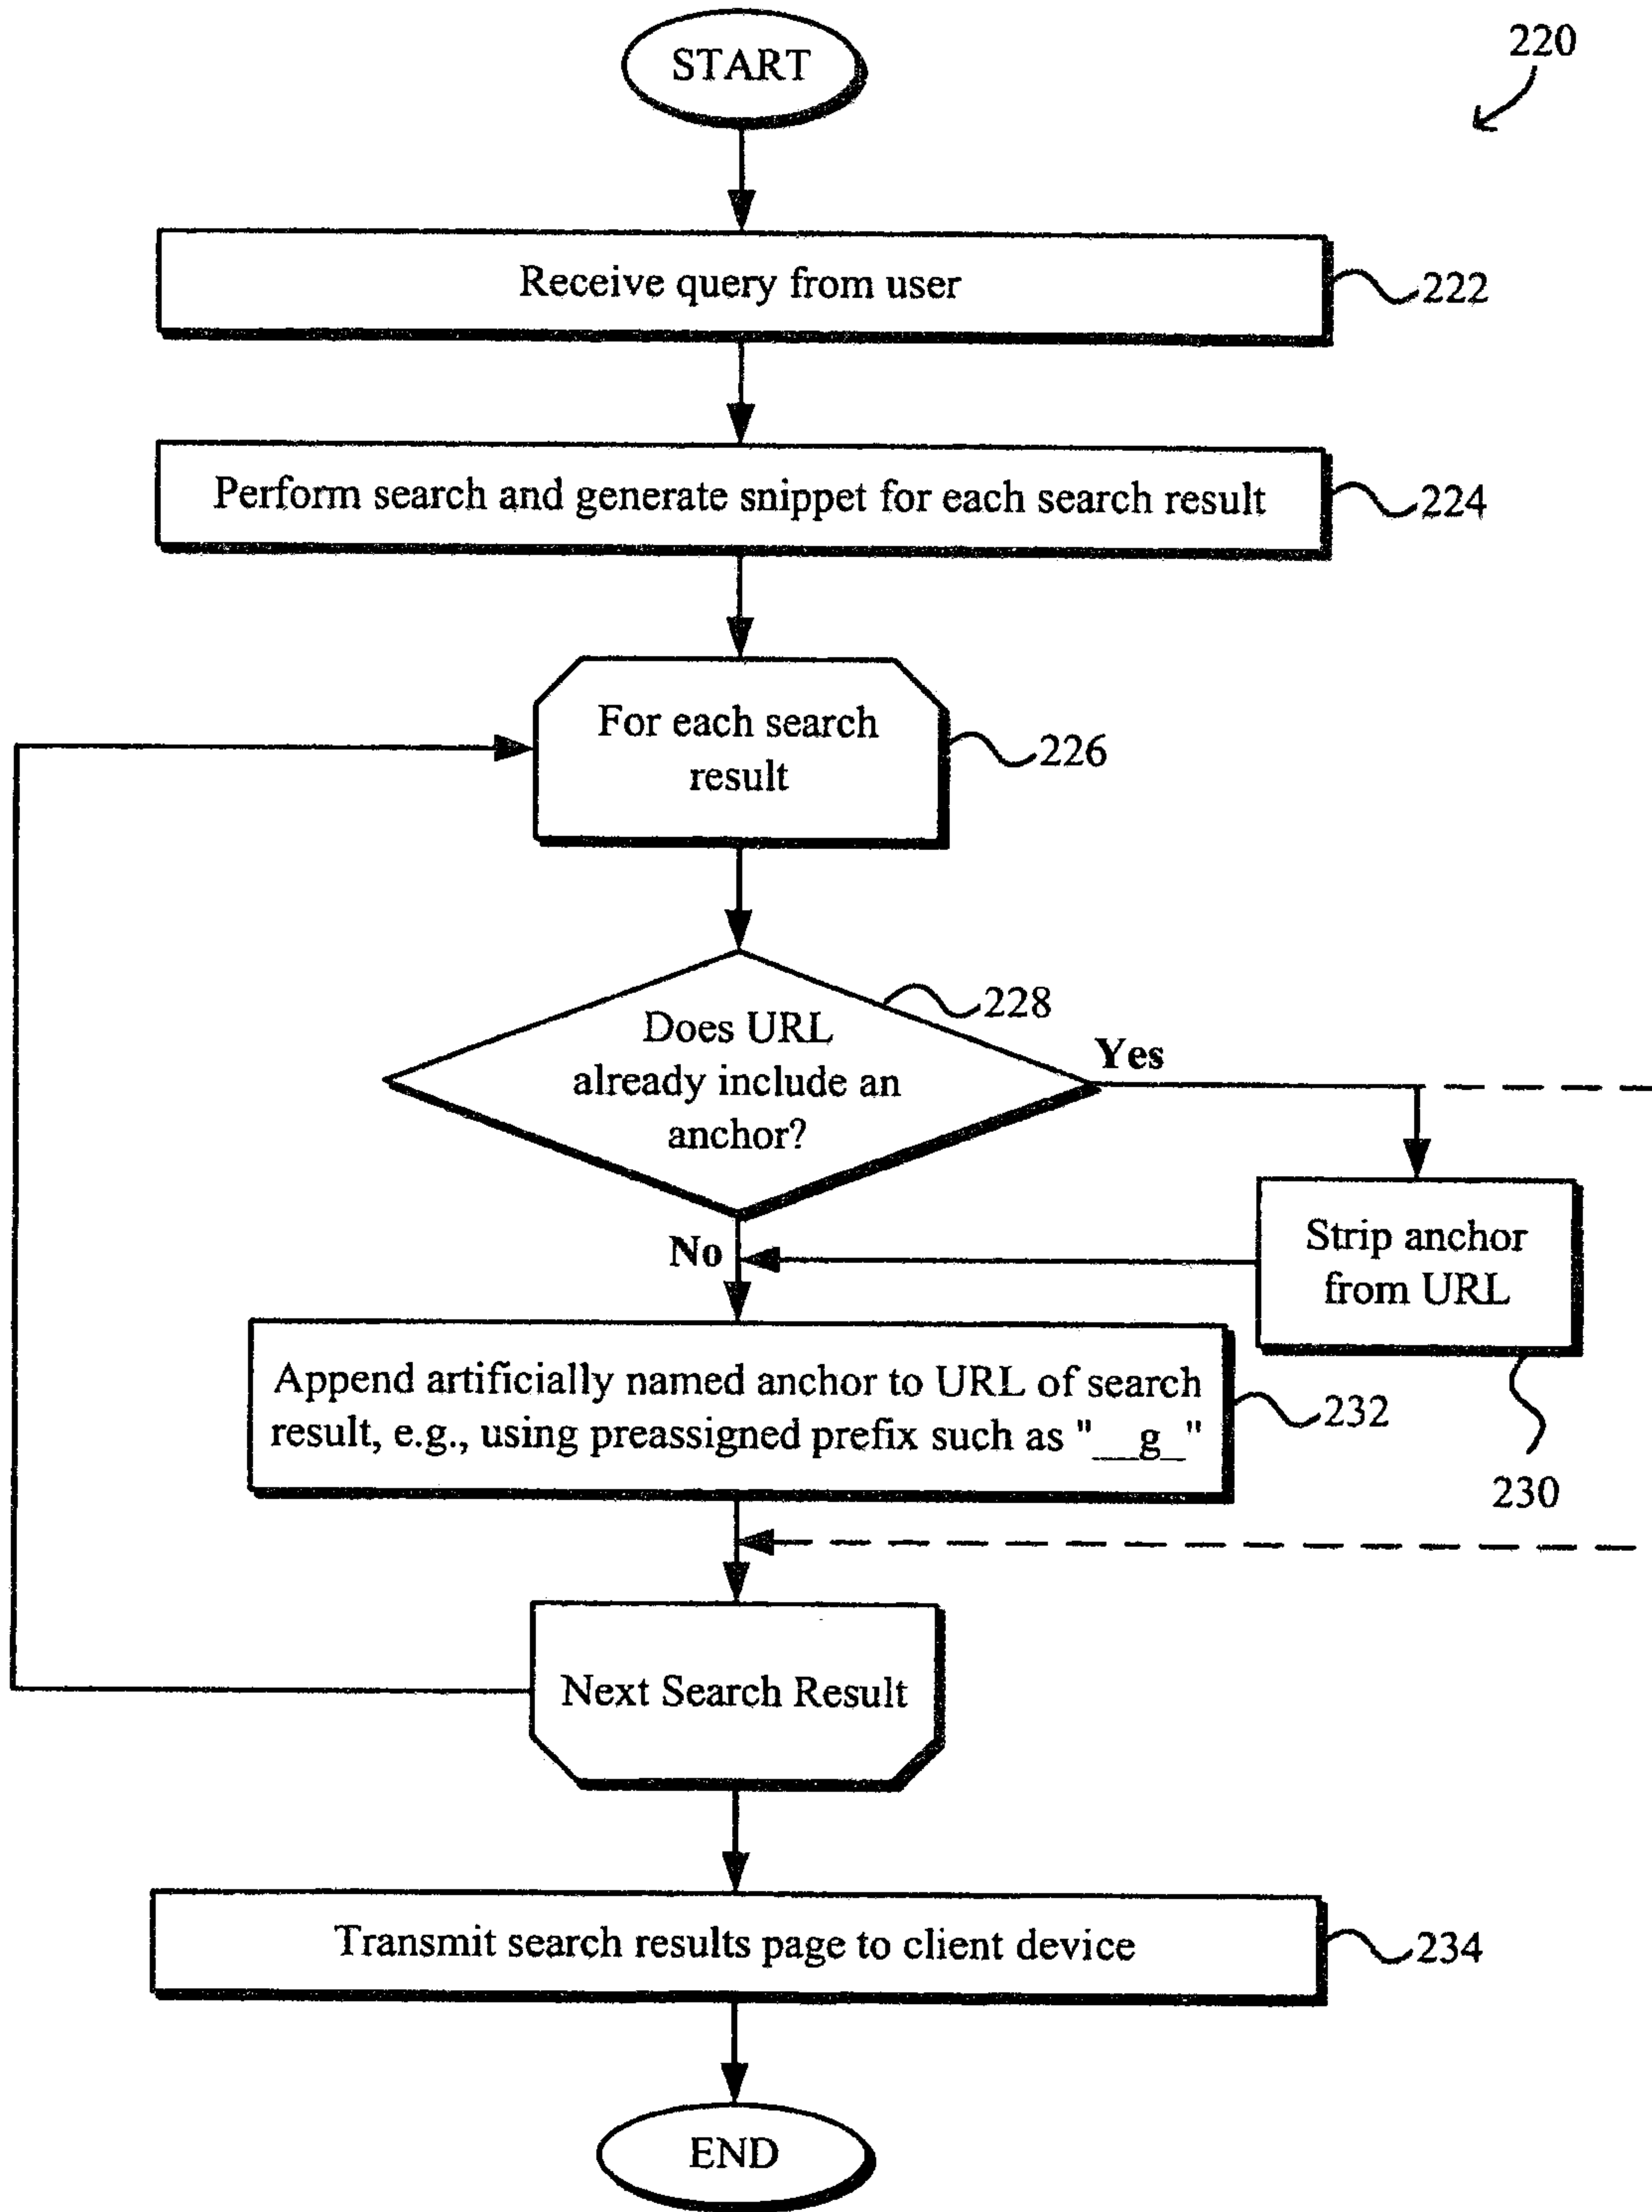 START
220
Receive query from user
222
Perform search and generate snippet for each search result
224
For each search
result
226
228
Does URL
already include an
anchor?
Yes
No
Strip anchor
from URL
230
Append artificially named anchor to URL of search
result, e.g., using preassigned prefix such as "__g_"
232
Next Search Result
Transmit search results page to client device
234
END